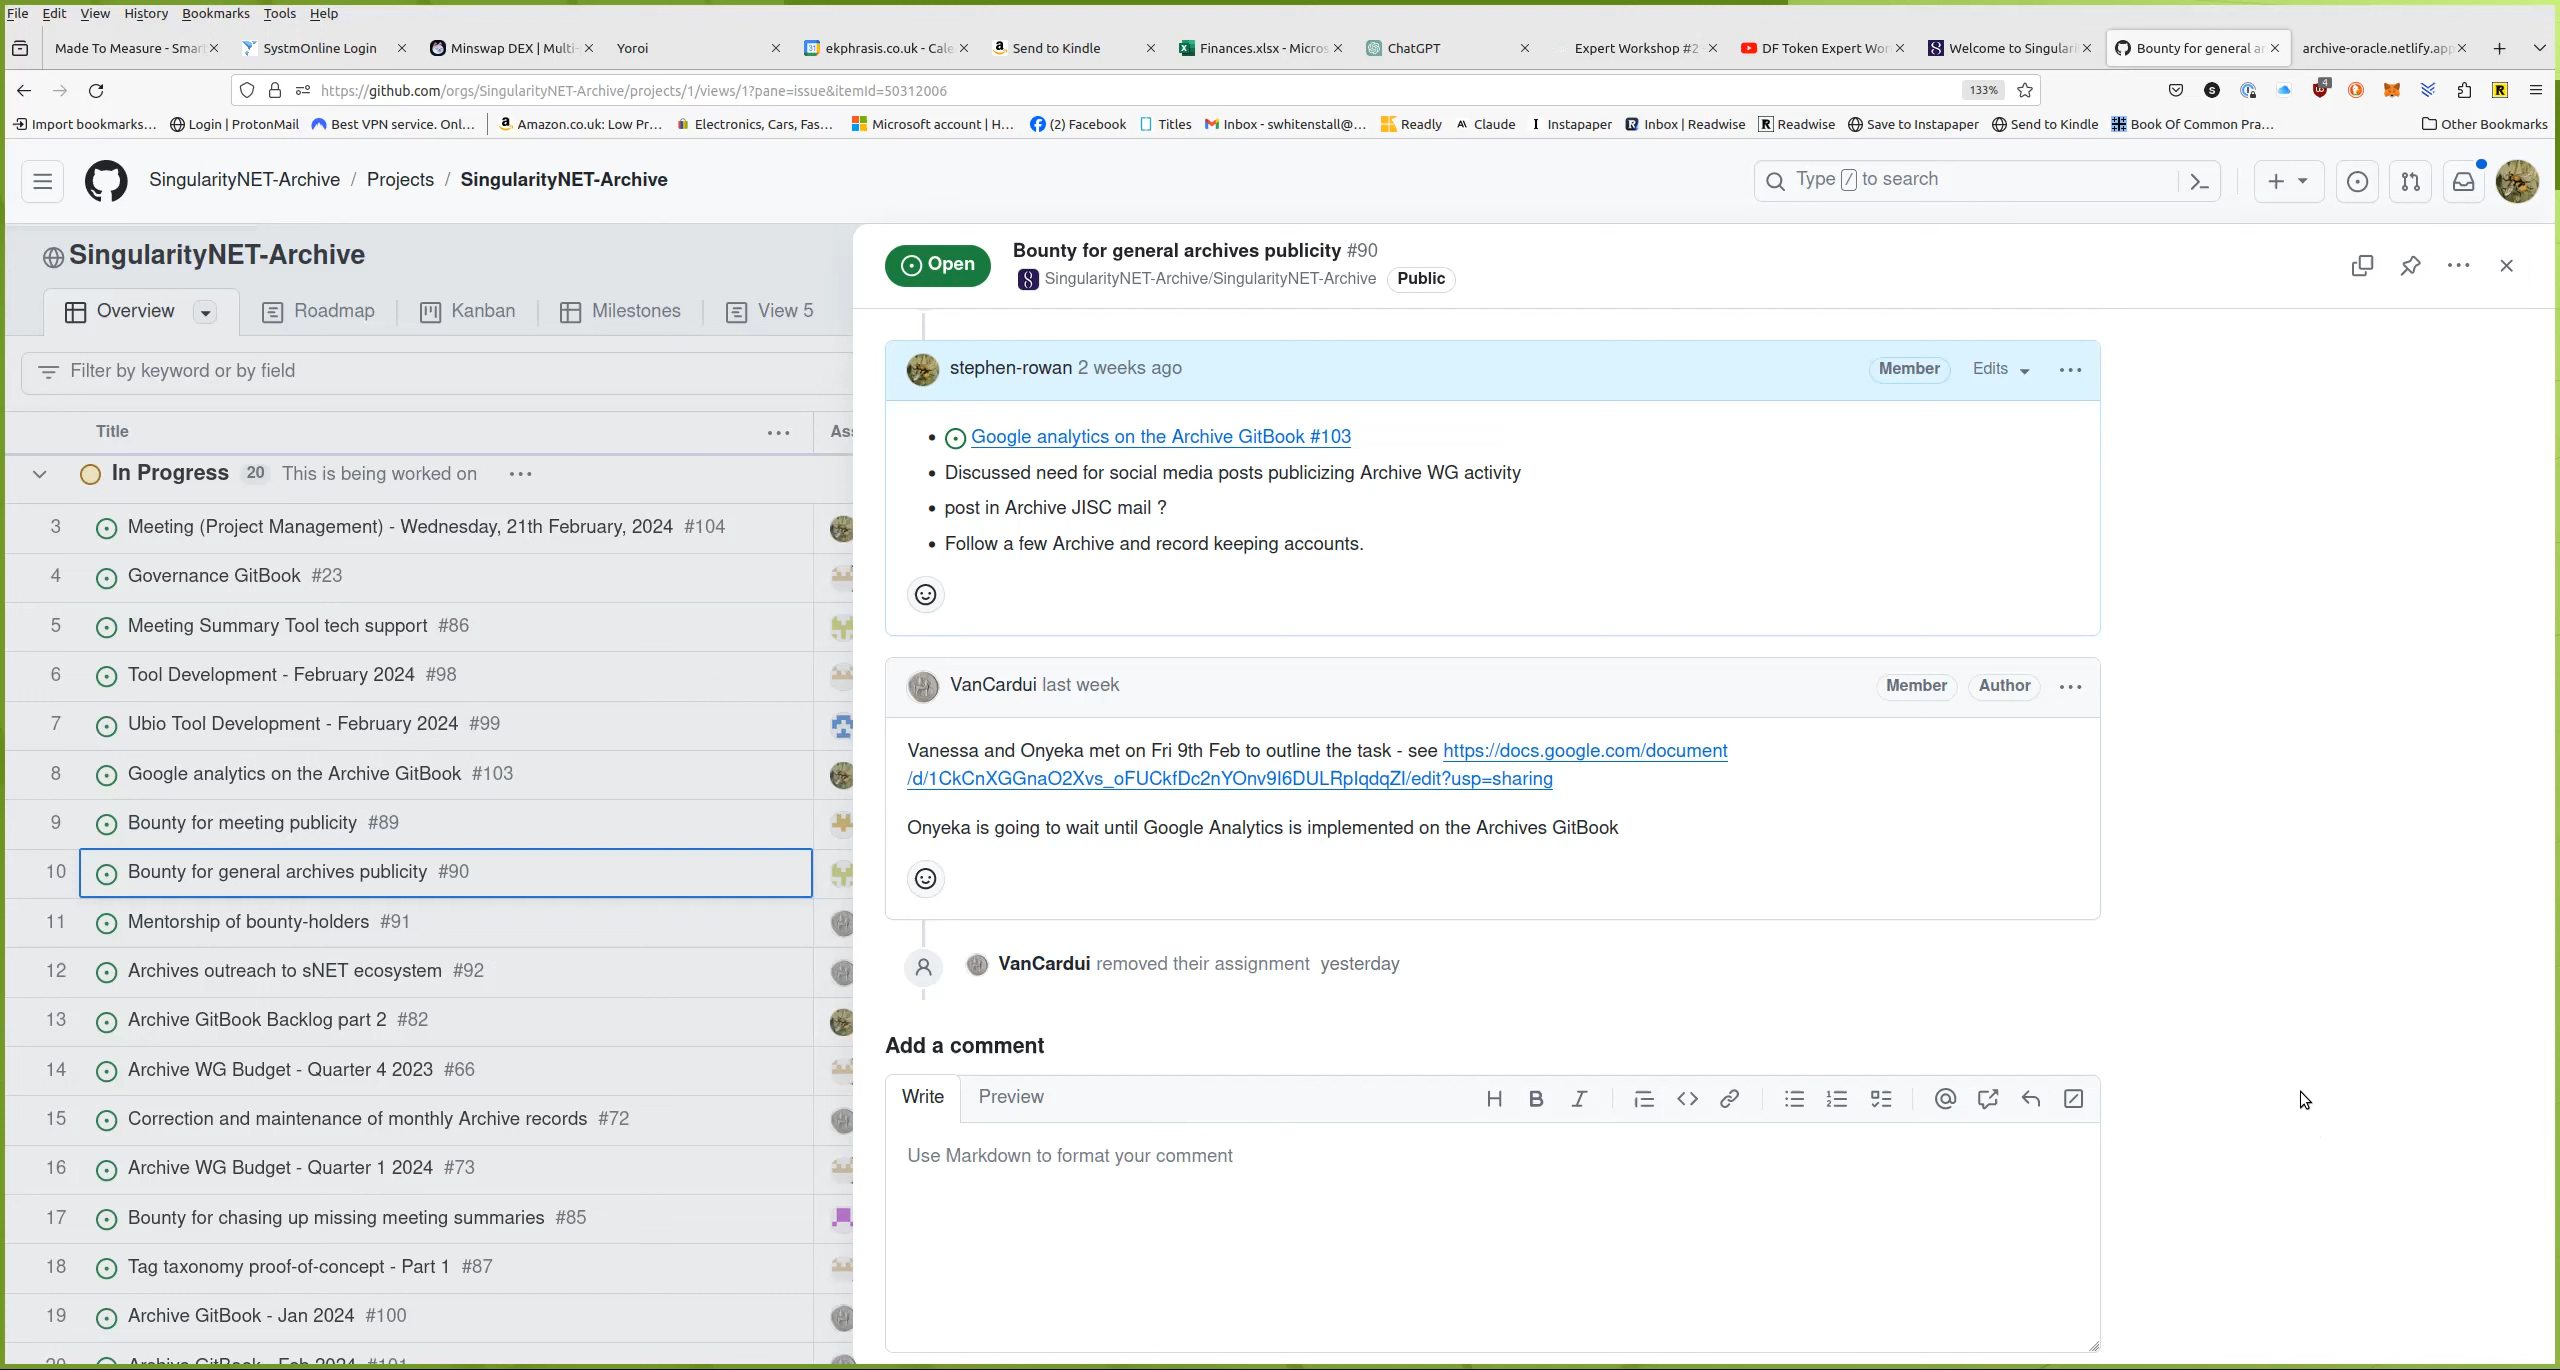 File Edit View History Bookmarks Tools Help
Made To Measure - Smar
SystmOnline Login
Minswap DEX | Multi-
Yoroi
ekphrasis.co.uk - Cale
Send to Kindle
Finances.xlsx - Micros
ChatGPT
Expert Workshop #2 -
DF Token Expert Wor
Welcome to Singulari
Bounty for general ar
archive-oracle.netlify.app
https://github.com/orgs/SingularityNET-Archive/projects/1/views/1?pane=issue&itemId=50312006
133%
4
Import bookmarks...
Login | ProtonMail
Best VPN service. Onl...
Amazon.co.uk: Low Pr...
Electronics, Cars, Fas...
Microsoft account | H...
(2) Facebook
Titles
Inbox - swhitenstall@...
Readly
Claude
Instapaper
Inbox | Readwise
Readwise
Save to Instapaper
Send to Kindle
Book Of Common Pra...
Other Bookmarks
SingularityNET-Archive / Projects / SingularityNET-Archive
Type / to search
SingularityNET-Archive
Overview
Roadmap
Kanban
Milestones
View 5
Filter by keyword or by field
Title
Ass
In Progress 20 This is being worked on
3 Meeting (Project Management) - Wednesday, 21th February, 2024 #104
4 Governance GitBook #23
5 Meeting Summary Tool tech support #86
6 Tool Development - February 2024 #98
7 Ubio Tool Development - February 2024 #99
8 Google analytics on the Archive GitBook #103
9 Bounty for meeting publicity #89
10 Bounty for general archives publicity #90
11 Mentorship of bounty-holders #91
12 Archives outreach to sNET ecosystem #92
13 Archive GitBook Backlog part 2 #82
14 Archive WG Budget - Quarter 4 2023 #66
15 Correction and maintenance of monthly Archive records #72
16 Archive WG Budget - Quarter 1 2024 #73
17 Bounty for chasing up missing meeting summaries #85
18 Tag taxonomy proof-of-concept - Part 1 #87
19 Archive GitBook - Jan 2024 #100
20 Archive GitBook - Feb 2024 #101
Open
Bounty for general archives publicity #90
SingularityNET-Archive/SingularityNET-Archive Public
stephen-rowan 2 weeks ago
Member Edits
Google analytics on the Archive GitBook #103
Discussed need for social media posts publicizing Archive WG activity
post in Archive JISC mail ?
Follow a few Archive and record keeping accounts.
VanCardui last week
Member Author
Vanessa and Onyeka met on Fri 9th Feb to outline the task - see https://docs.google.com/document
/d/1CkCnXGGnaO2Xvs_oFUCkfDc2nYOnv9I6DULRpIqdqZI/edit?usp=sharing
Onyeka is going to wait until Google Analytics is implemented on the Archives GitBook
VanCardui removed their assignment yesterday
Add a comment
Write Preview
Use Markdown to format your comment